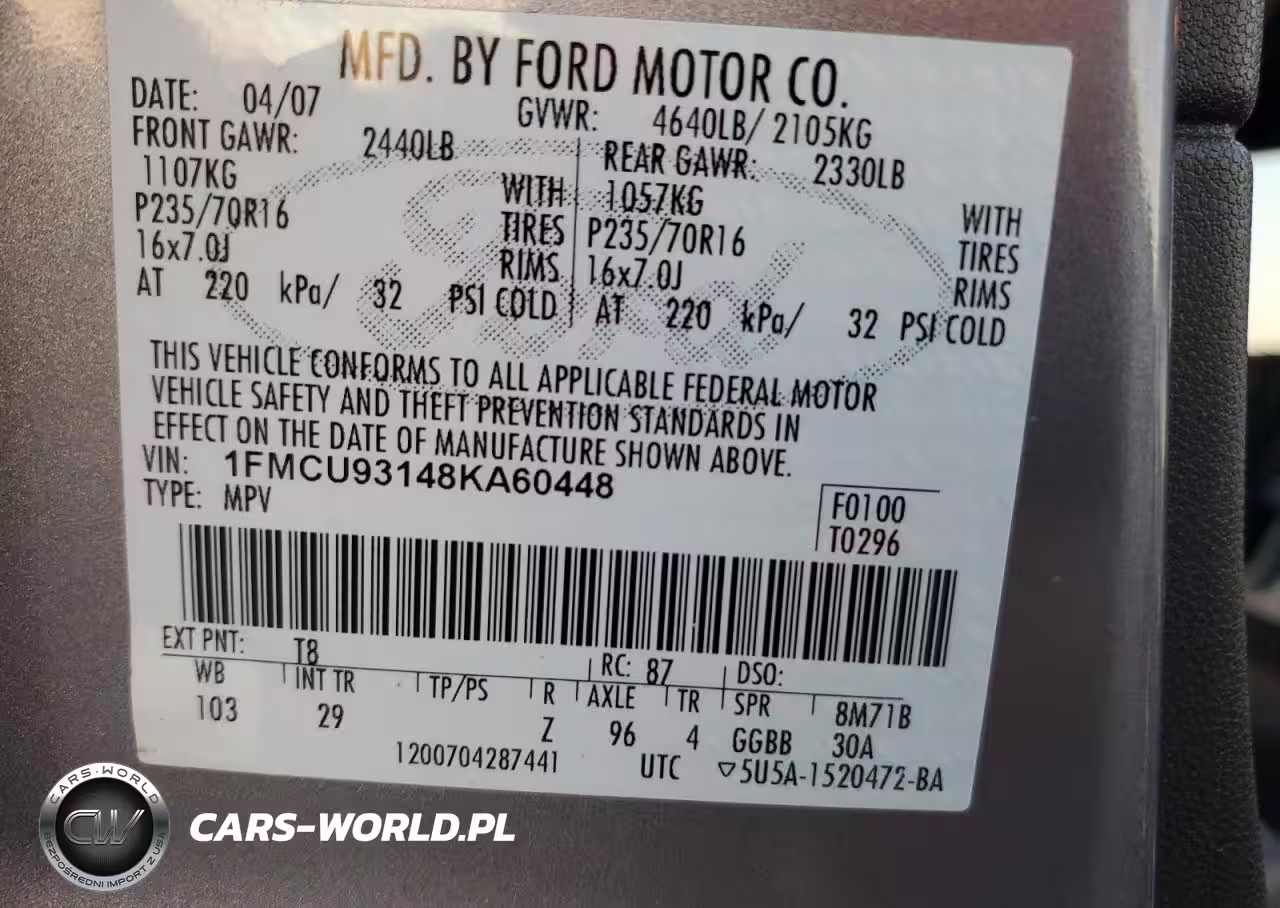 MFD. BY FORD MOTOR CO.
DATE: 04/07 GVWR: 4640LB/ 2105KG
FRONT GAWR: 2440LB REAR GAWR: 2330LB
1107KG WITH 1057KG WITH
P235/70R16 TIRES P235/70R16 TIRES
16x7.0J RIMS 16x7.0J RIMS
AT 220 kPa/ 32 PSI COLD AT 220 kPa/ 32 PSI COLD
Ford
THIS VEHICLE CONFORMS TO ALL APPLICABLE FEDERAL MOTOR
VEHICLE SAFETY AND THEFT PREVENTION STANDARDS IN
EFFECT ON THE DATE OF MANUFACTURE SHOWN ABOVE.
VIN: 1FMCU93148KA60448
TYPE: MPV
F0100
T0296
EXT PNT: T8 RC: 87 DSO:
WB INT TR TP/PS R AXLE TR SPR 8M71B
103 29 Z 96 4 GGBB 30A
1200704287441 UTC ▽5U5A-1520472-BA
CARS-WORLD
CW
BEZPOŚREDNI IMPORT Z USA
CARS-WORLD.PL